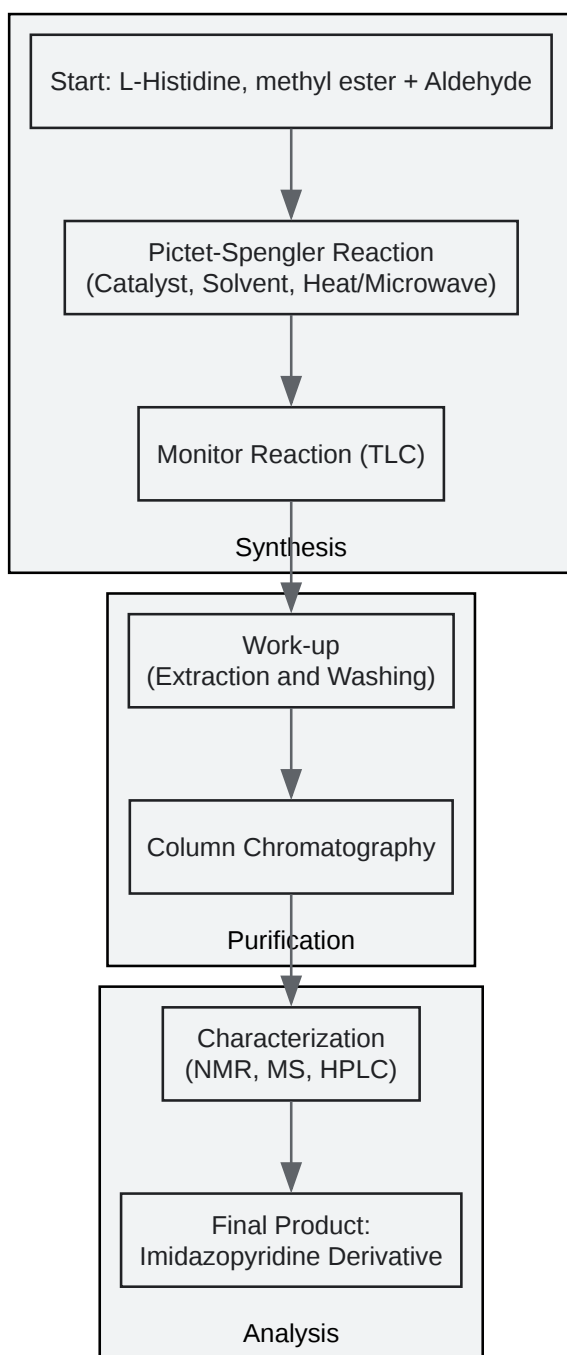 Start: L-Histidine, methyl ester + Aldehyde
Pictet-Spengler Reaction
(Catalyst, Solvent, Heat/Microwave)
Monitor Reaction (TLC)
Synthesis
Work-up
(Extraction and Washing)
Column Chromatography
Purification
Characterization
(NMR, MS, HPLC)
Final Product:
Imidazopyridine Derivative
Analysis